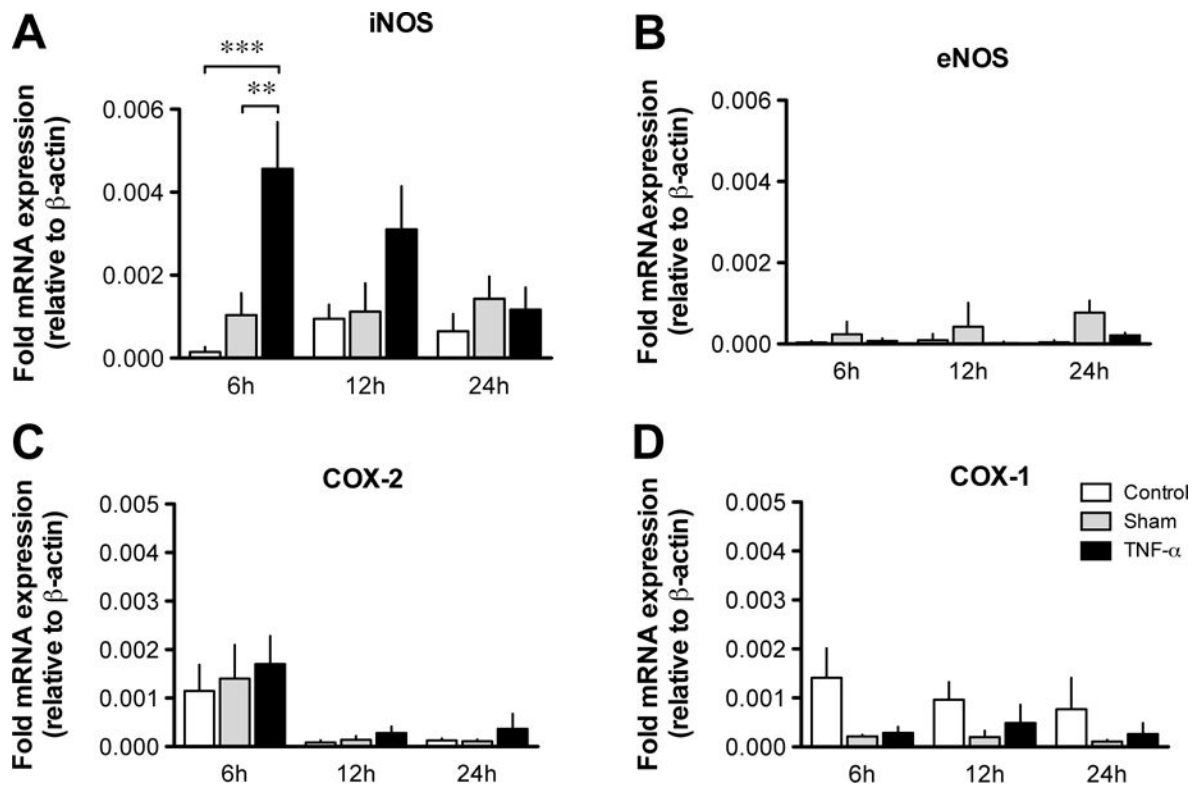 A
iNOS
***
**
Fold mRNA expression
(relative to β-actin)
0.006
0.004
0.002
0.000
6h 12h 24h
B
eNOS
Fold mRNAexpression
(relative to β-actin)
0.006
0.004
0.002
0.000
6h 12h 24h
C
COX-2
Fold mRNA expression
(relative to β-actin)
0.005
0.004
0.003
0.002
0.001
0.000
6h 12h 24h
D
COX-1
Fold mRNA expression
(relative to β-actin)
0.005
0.004
0.003
0.002
0.001
0.000
6h 12h 24h
Control
Sham
TNF-α